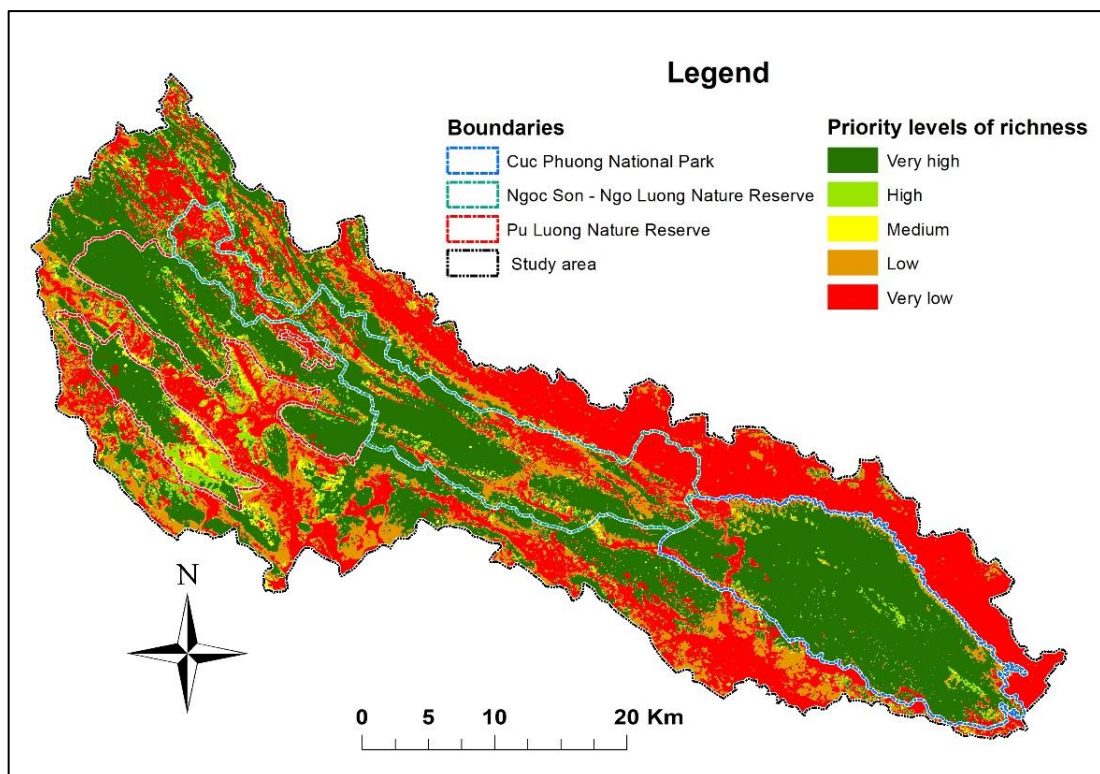 Legend
Boundaries
Cuc Phuong National Park
Ngoc Son - Ngo Luong Nature Reserve
Pu Luong Nature Reserve
Study area
Priority levels of richness
Very high
High
Medium
Low
Very low
N
0 5 10 20 Km